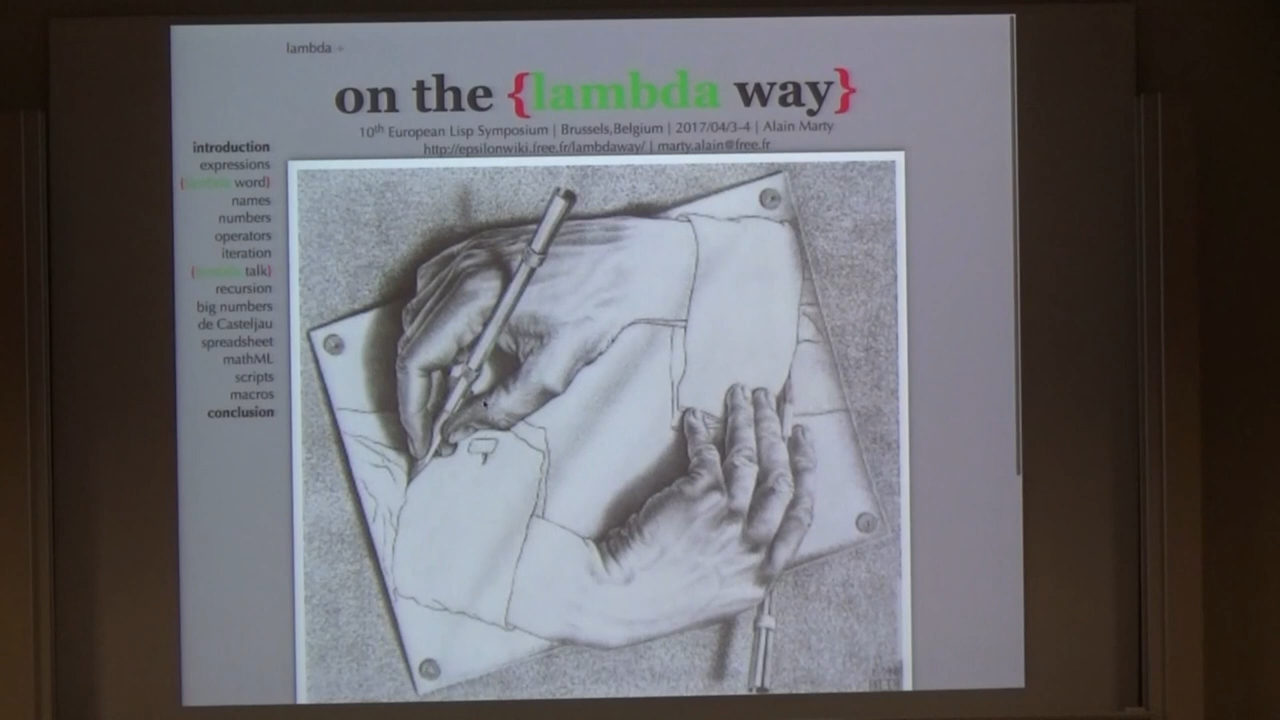 lambda +
on the {lambda way}
10th European Lisp Symposium | Brussels,Belgium | 2017/04/3-4 | Alain Marty
http://epsilonwiki.free.fr/lambdaway/ | marty.alain@free.fr
introduction
expressions
{lambda word}
names
numbers
operators
iteration
{lambda talk}
recursion
big numbers
de Casteljau
spreadsheet
mathML
scripts
macros
conclusion